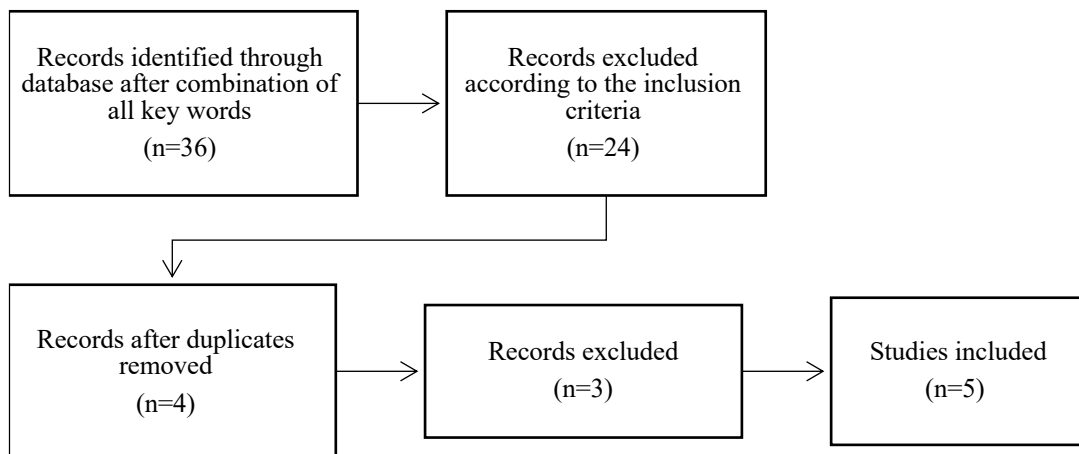 Records identified through
database after combination of
all key words
(n=36)
Records excluded
according to the inclusion
criteria
(n=24)
Records after duplicates
removed
(n=4)
Records excluded
(n=3)
Studies included
(n=5)